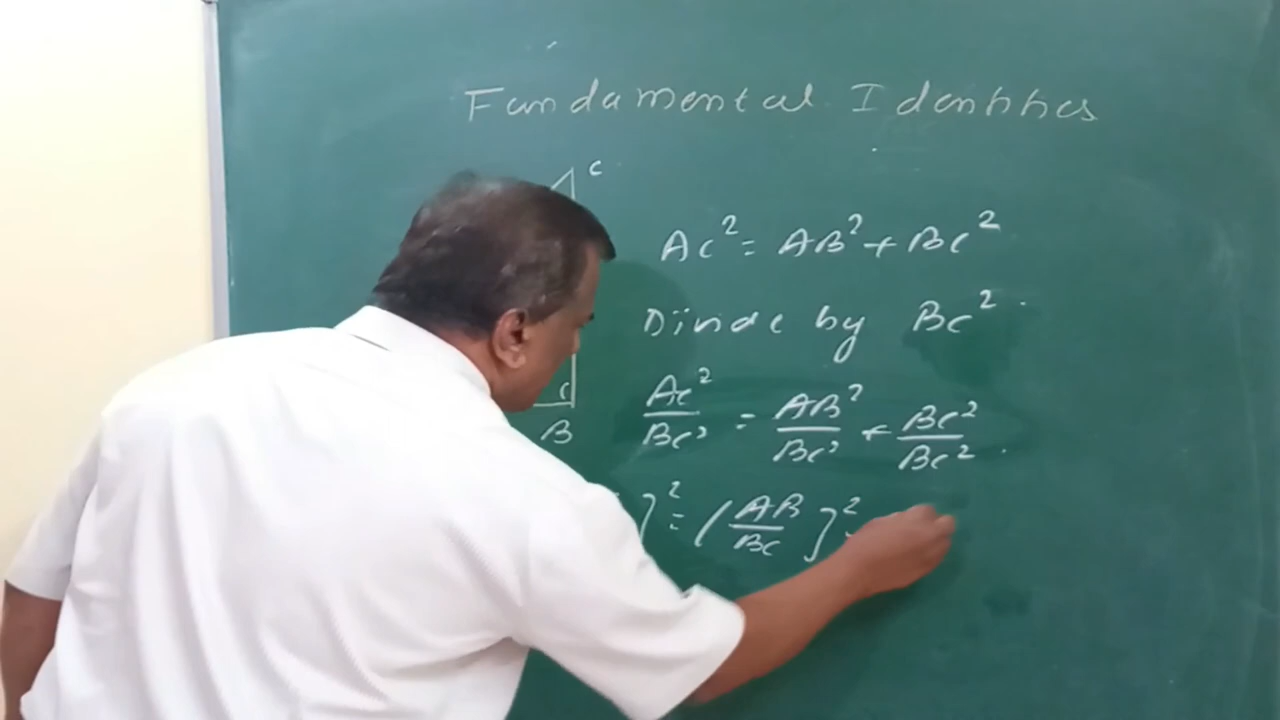 Fundamental Identities
C
AC² = AB² + BC²
Divide by BC²
AC²/BC² = AB²/BC² + BC²/BC²
B
]² = (AB/BC]²